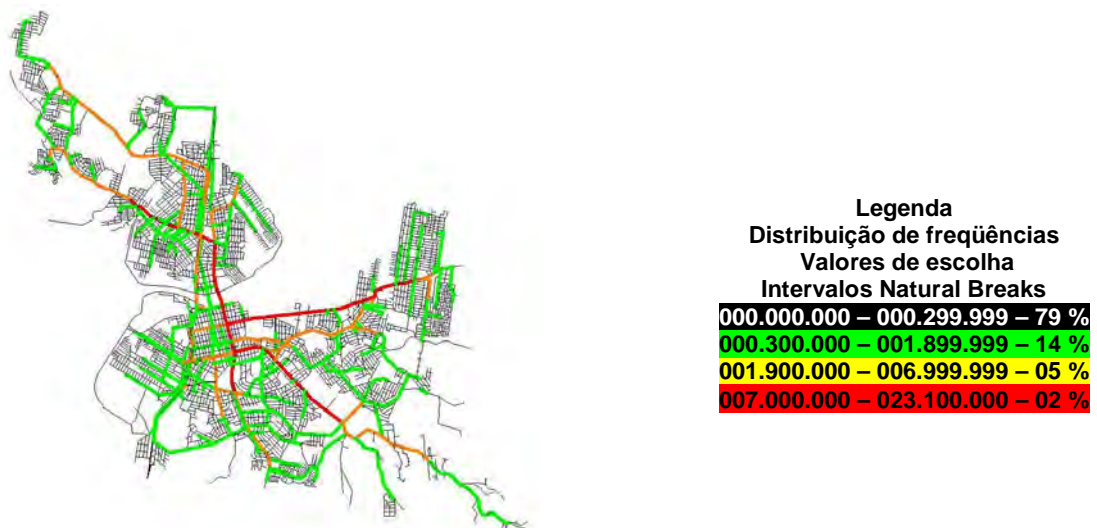 Legenda
Distribuição de freqüências
Valores de escolha
Intervalos Natural Breaks
000.000.000 – 000.299.999 – 79 %
000.300.000 – 001.899.999 – 14 %
001.900.000 – 006.999.999 – 05 %
007.000.000 – 023.100.000 – 02 %